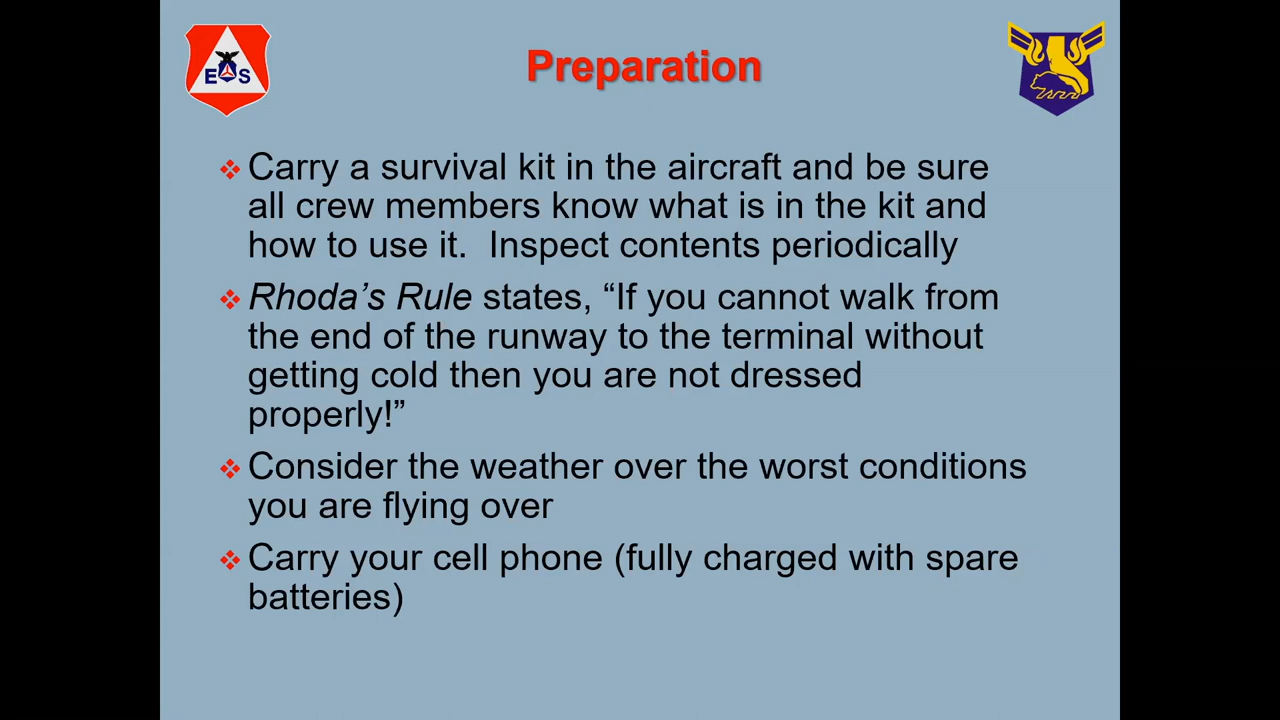 E S
Preparation
❖ Carry a survival kit in the aircraft and be sure
all crew members know what is in the kit and
how to use it.  Inspect contents periodically
❖ Rhoda’s Rule states, “If you cannot walk from
the end of the runway to the terminal without
getting cold then you are not dressed
properly!”
❖ Consider the weather over the worst conditions
you are flying over
❖ Carry your cell phone (fully charged with spare
batteries)